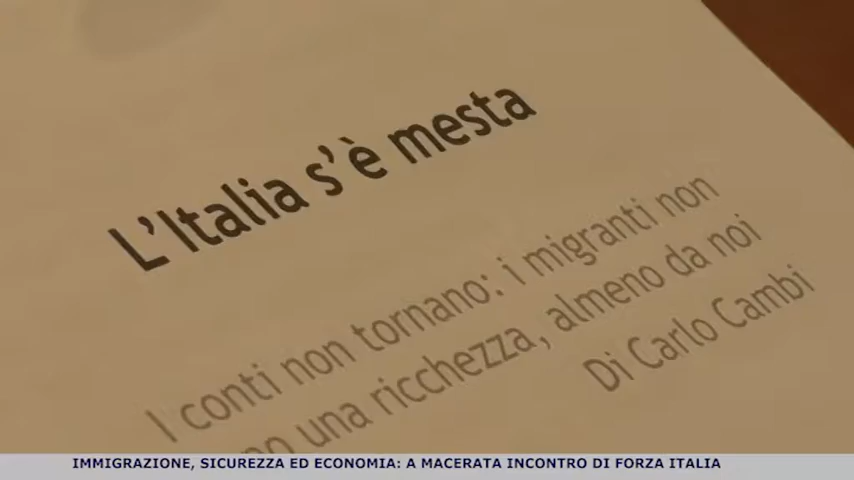 L'Italia s'è mesta
I conti non tornano: i migranti non
una ricchezza, almeno da noi
Di Carlo Cambi
IMMIGRAZIONE, SICUREZZA ED ECONOMIA: A MACERATA INCONTRO DI FORZA ITALIA